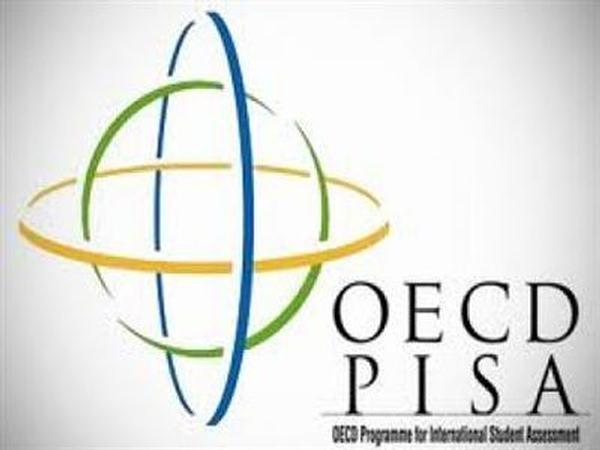 OECD
PISA
OECD Programme for International Student Assessment